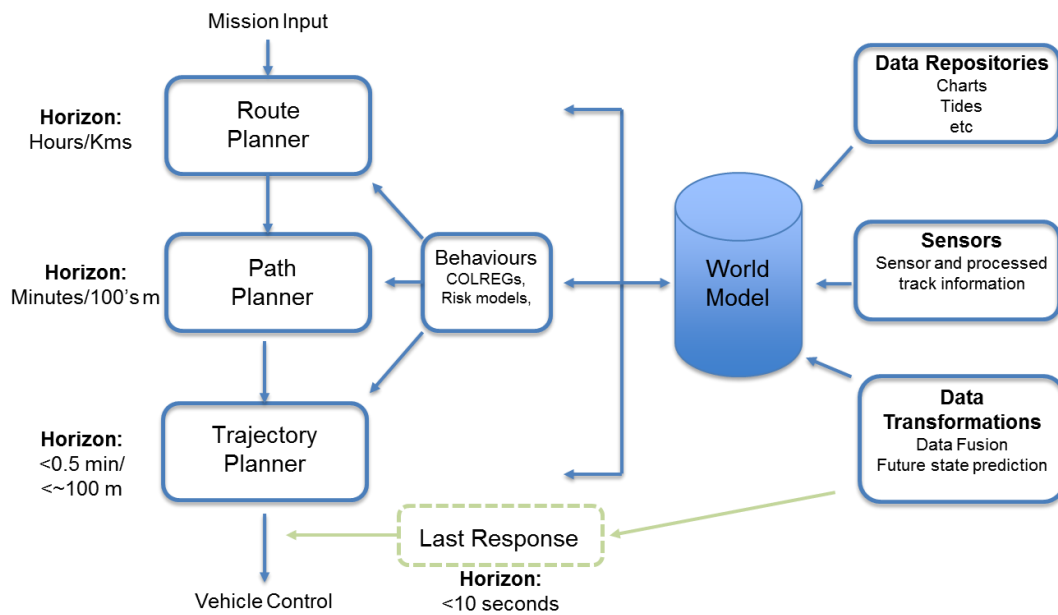 Mission Input
Route
Planner
Horizon:
Hours/Kms
Path
Planner
Horizon:
Minutes/100's m
Trajectory
Planner
Horizon:
<0.5 min/
<~100 m
Vehicle Control
Behaviours
COLREGs,
Risk models,
Last Response
Horizon:
<10 seconds
World
Model
Data Repositories
Charts
Tides
etc
Sensors
Sensor and processed
track information
Data
Transformations
Data Fusion
Future state prediction